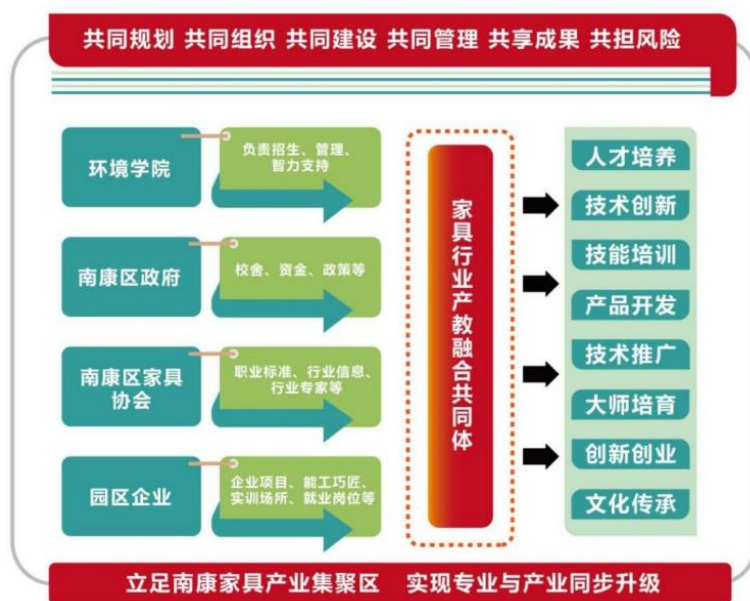 共同规划 共同组织 共同建设 共同管理 共享成果 共担风险
环境学院
负责招生、管理、
智力支持
南康区政府
校舍、资金、政策等
南康区家具
协会
职业标准、行业信息、
行业专家等
园区企业
企业项目、能工巧匠、
实训场所、就业岗位等
家具行业产教融合共同体
人才培养
技术创新
技能培训
产品开发
技术推广
大师培育
创新创业
文化传承
立足南康家具产业集聚区 实现专业与产业同步升级